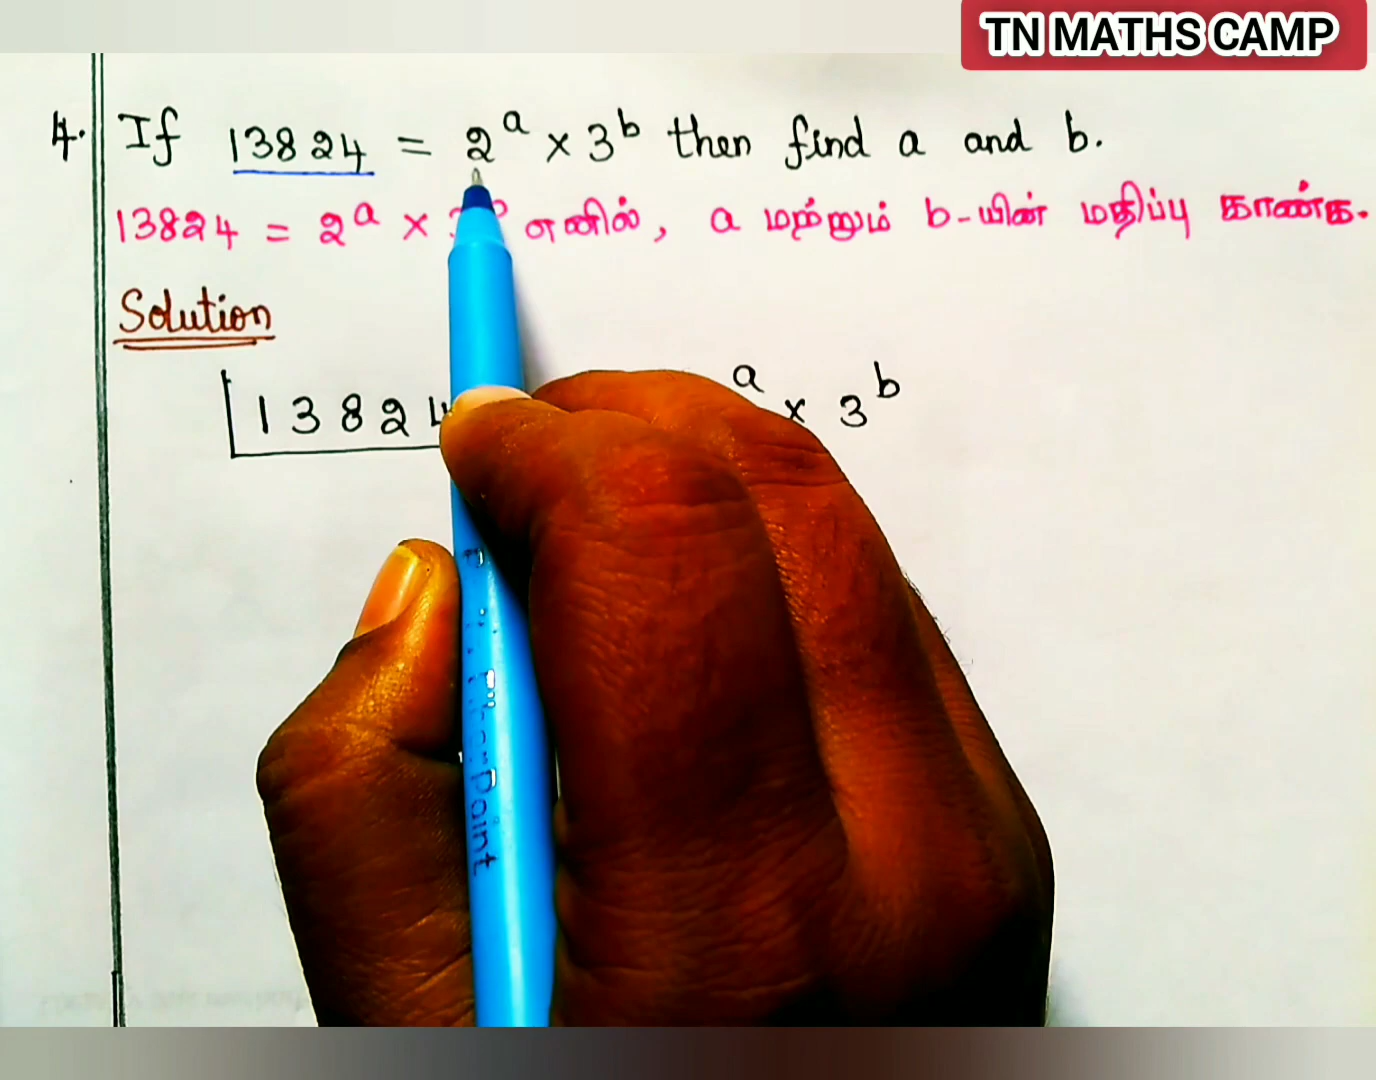 TN MATHS CAMP
4. If 13824 = 2^a × 3^b then find a and b.
13824 = 2^a × எனில், a மற்றும் b-யின் மதிப்பு காண்க.
Solution
13824 a × 3^b
Point